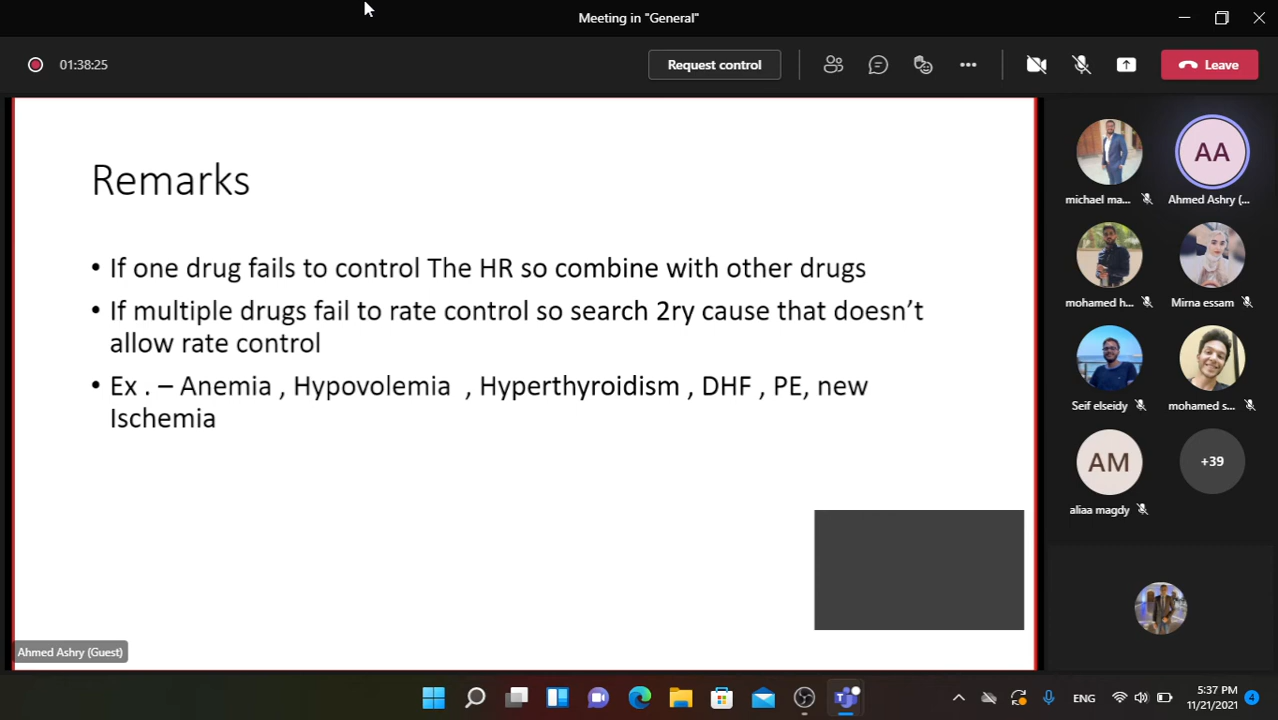 Meeting in "General"
01:38:25
Request control
Leave
Remarks
• If one drug fails to control The HR so combine with other drugs
• If multiple drugs fail to rate control so search 2ry cause that doesn’t
allow rate control
• Ex . – Anemia , Hypovolemia , Hyperthyroidism , DHF , PE, new
Ischemia
michael ma...
AA
Ahmed Ashry (...
mohamed h...
Mirna essam
Seif elseidy
mohamed s...
AM
aliaa magdy
+39
Ahmed Ashry (Guest)
ENG
5:37 PM
11/21/2021
4